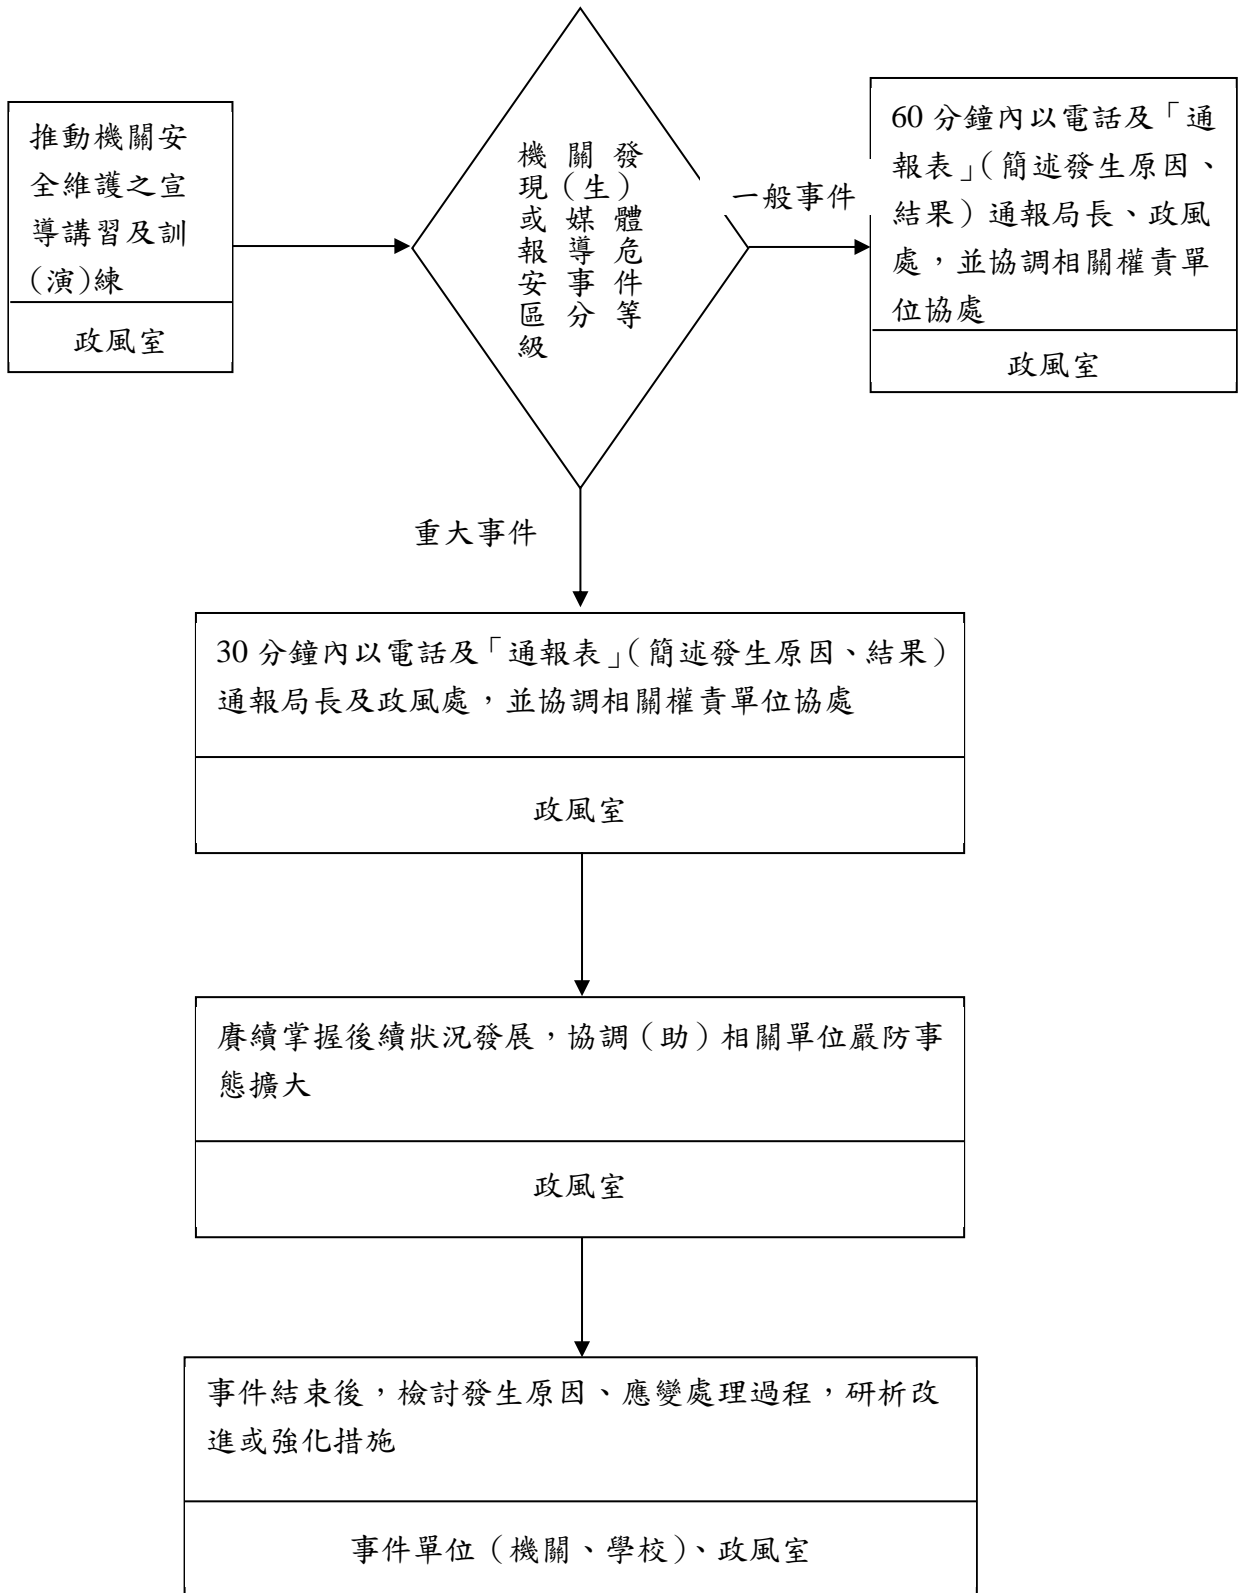 推動機關安
全維護之宣
導講習及訓
(演)練
政風室
機關發
現(生)
或媒體
報導危
安事件
區分等
級
一般事件
60 分鐘內以電話及「通
報表」(簡述發生原因、
結果)通報局長、政風
處，並協調相關權責單
位協處
政風室
重大事件
30 分鐘內以電話及「通報表」(簡述發生原因、結果)
通報局長及政風處，並協調相關權責單位協處
政風室
賡續掌握後續狀況發展，協調（助）相關單位嚴防事
態擴大
政風室
事件結束後，檢討發生原因、應變處理過程，研析改
進或強化措施
事件單位（機關、學校）、政風室